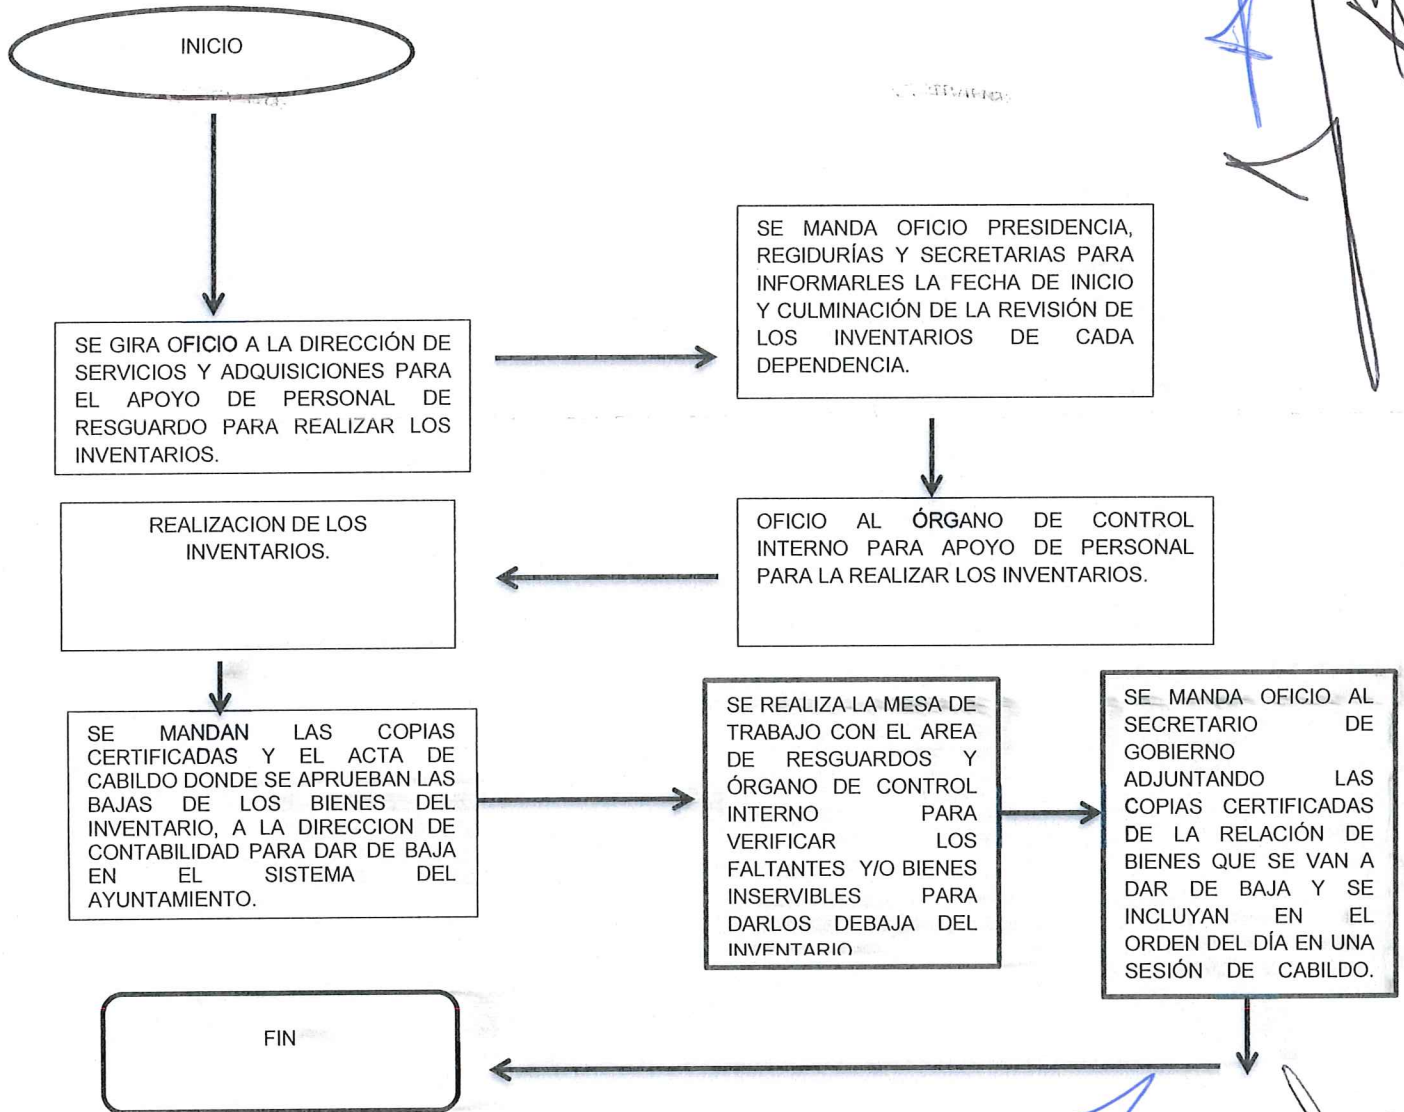 INICIO
SE GIRA OFICIO A LA DIRECCIÓN DE
SERVICIOS Y ADQUISICIONES PARA
EL APOYO DE PERSONAL DE
RESGUARDO PARA REALIZAR LOS
INVENTARIOS.
SE MANDA OFICIO PRESIDENCIA,
REGIDURÍAS Y SECRETARIAS PARA
INFORMARLES LA FECHA DE INICIO
Y CULMINACIÓN DE LA REVISIÓN DE
LOS INVENTARIOS DE CADA
DEPENDENCIA.
OFICIO AL ÓRGANO DE CONTROL
INTERNO PARA APOYO DE PERSONAL
PARA LA REALIZAR LOS INVENTARIOS.
REALIZACION DE LOS
INVENTARIOS.
SE MANDAN LAS COPIAS
CERTIFICADAS Y EL ACTA DE
CABILDO DONDE SE APRUEBAN LAS
BAJAS DE LOS BIENES DEL
INVENTARIO, A LA DIRECCION DE
CONTABILIDAD PARA DAR DE BAJA
EN EL SISTEMA DEL
AYUNTAMIENTO.
SE REALIZA LA MESA DE
TRABAJO CON EL AREA
DE RESGUARDOS Y
ÓRGANO DE CONTROL
INTERNO PARA
VERIFICAR LOS
FALTANTES Y/O BIENES
INSERVIBLES PARA
DARLOS DEBAJA DEL
INVENTARIO
SE MANDA OFICIO AL
SECRETARIO DE
GOBIERNO
ADJUNTANDO LAS
COPIAS CERTIFICADAS
DE LA RELACIÓN DE
BIENES QUE SE VAN A
DAR DE BAJA Y SE
INCLUYAN EN EL
ORDEN DEL DÍA EN UNA
SESIÓN DE CABILDO.
FIN